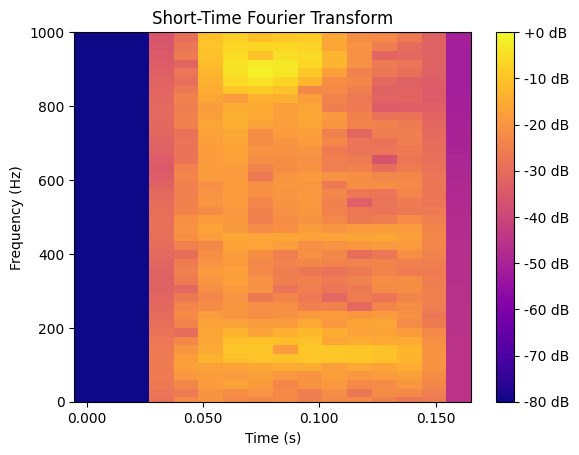 Short-Time Fourier Transform
1000
800
600
400
200
0
Frequency (Hz)
0.000
0.050
0.100
0.150
Time (s)
+0 dB
-10 dB
-20 dB
-30 dB
-40 dB
-50 dB
-60 dB
-70 dB
-80 dB